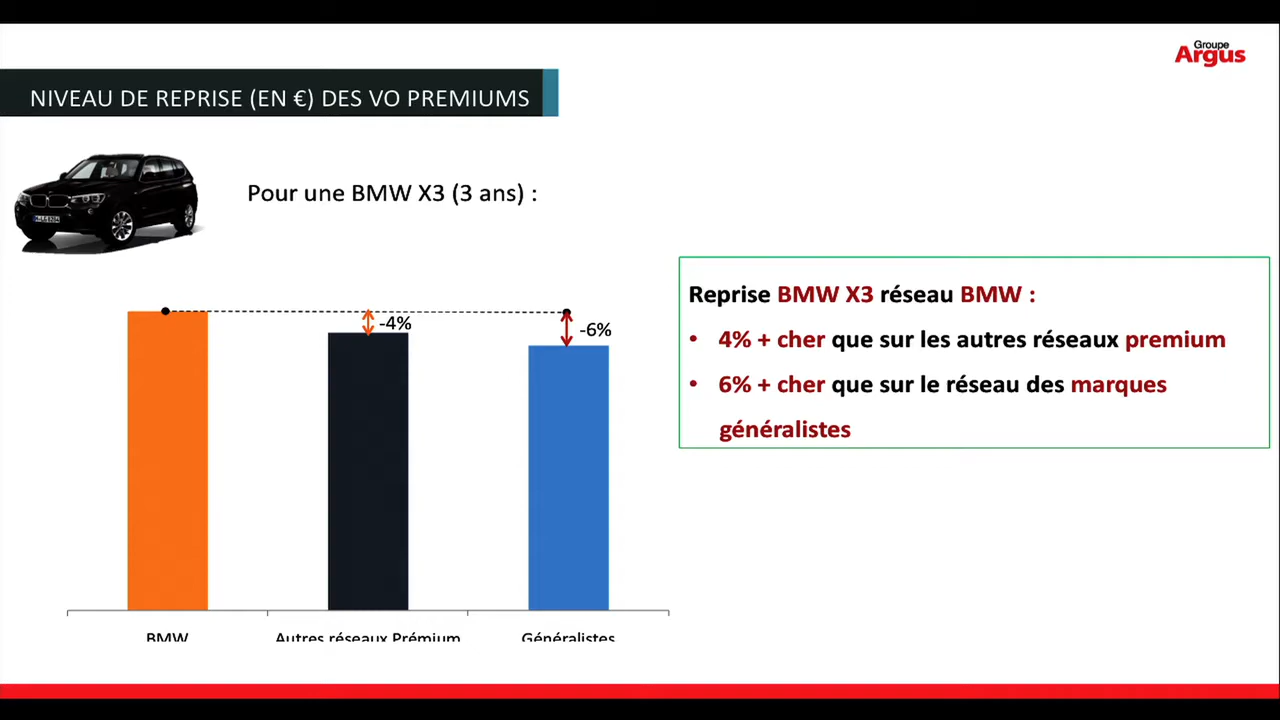 Groupe
Argus
NIVEAU DE REPRISE (EN €) DES VO PREMIUMS
Pour une BMW X3 (3 ans) :
-4%
-6%
BMW
Autres réseaux Prémium
Généralistes
Reprise BMW X3 réseau BMW :
• 4% + cher que sur les autres réseaux premium
• 6% + cher que sur le réseau des marques
généralistes